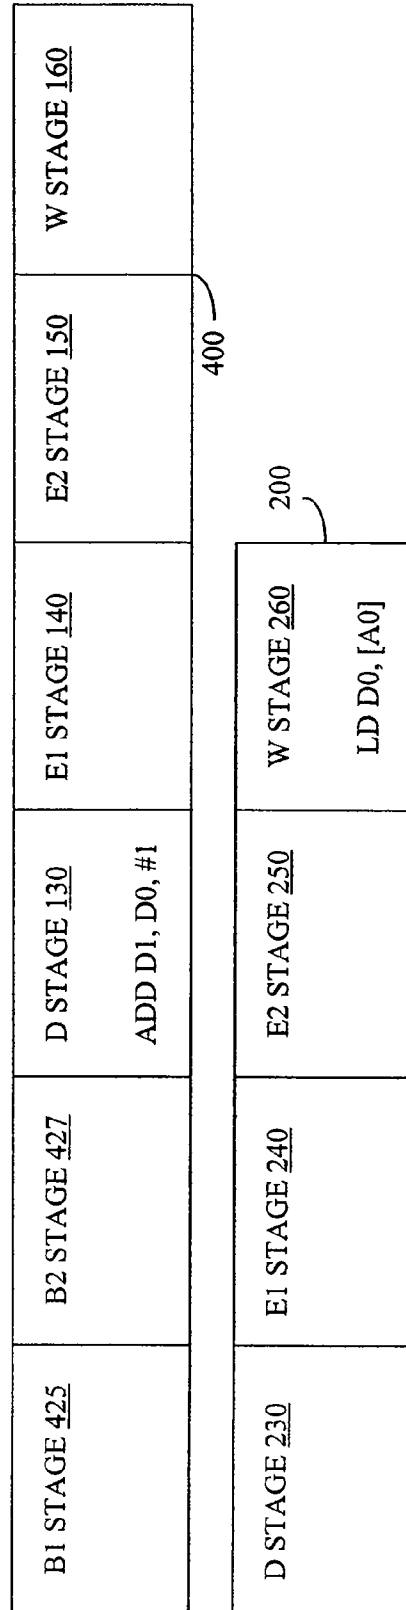 B1 STAGE 425
B2 STAGE 427
D STAGE 130
ADD D1, D0, #1
E1 STAGE 140
E2 STAGE 150
W STAGE 160
400
D STAGE 230
E1 STAGE 240
E2 STAGE 250
W STAGE 260
LD D0, [A0]
200